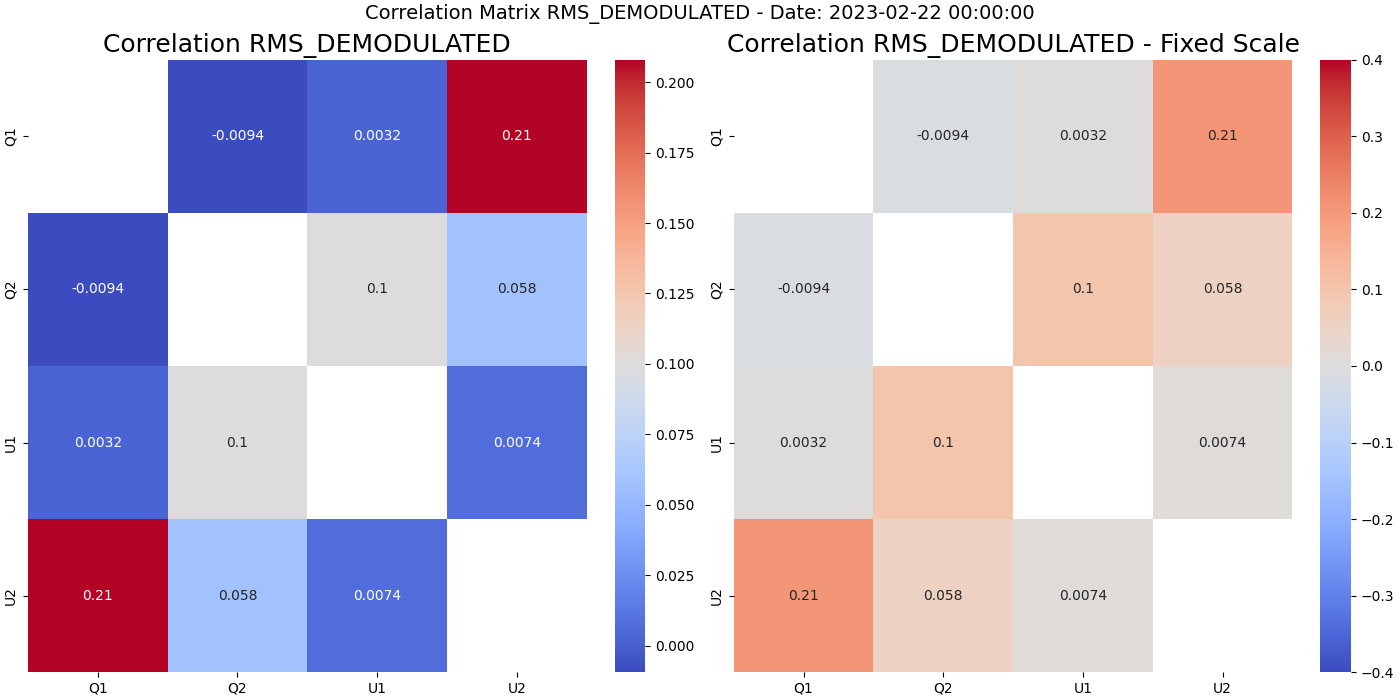 Correlation Matrix RMS_DEMODULATED - Date: 2023-02-22 00:00:00
Correlation RMS_DEMODULATED
Q1
Q2
U1
U2
-0.0094 0.0032 0.21
-0.0094 0.1 0.058
0.0032 0.1 0.0074
0.21 0.058 0.0074
Q1 Q2 U1 U2
0.200
0.175
0.150
0.125
0.100
0.075
0.050
0.025
0.000
Correlation RMS_DEMODULATED - Fixed Scale
Q1
Q2
U1
U2
-0.0094 0.0032 0.21
-0.0094 0.1 0.058
0.0032 0.1 0.0074
0.21 0.058 0.0074
Q1 Q2 U1 U2
0.4
0.3
0.2
0.1
0.0
−0.1
−0.2
−0.3
−0.4